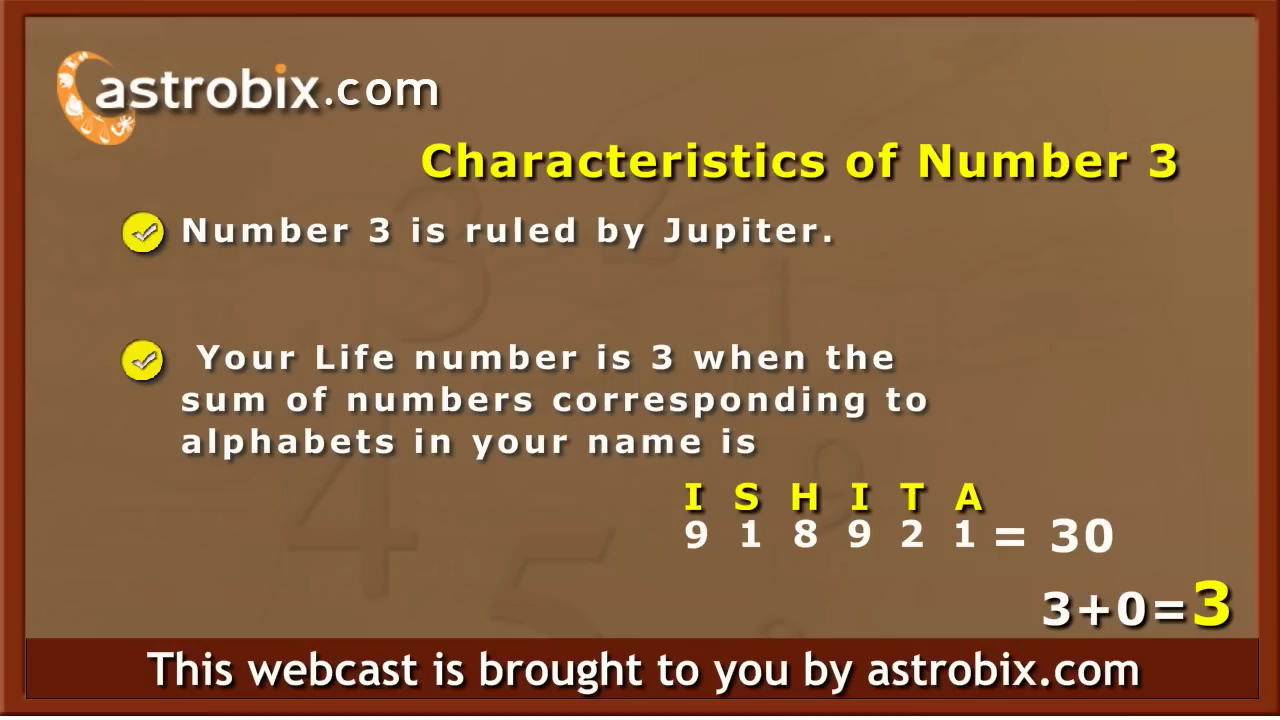 astrobix.com
Characteristics of Number 3
Number 3 is ruled by Jupiter.
Your Life number is 3 when the
sum of numbers corresponding to
alphabets in your name is
I S H I T A
9 1 8 9 2 1 = 30
3+0=3
This webcast is brought to you by astrobix.com